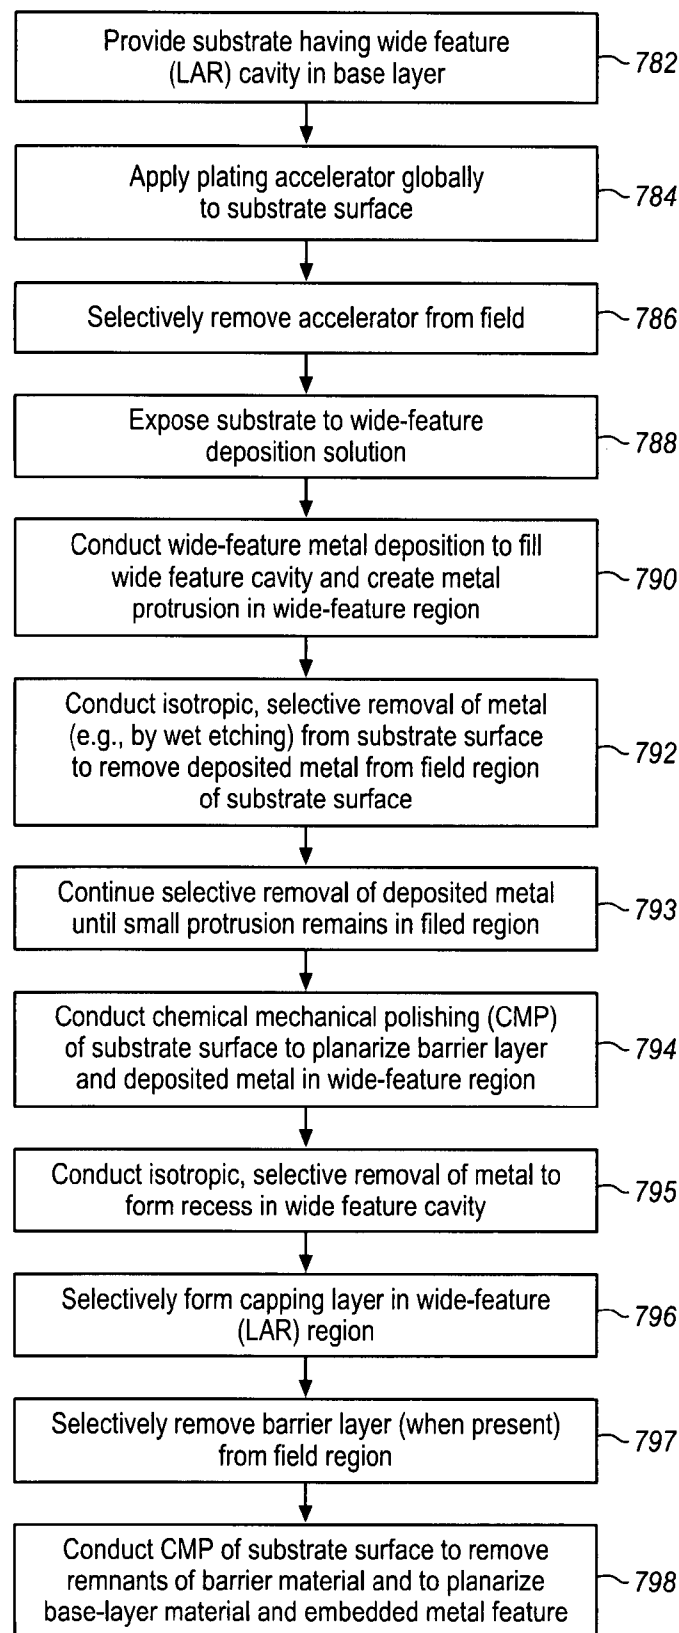 Provide substrate having wide feature
(LAR) cavity in base layer
782
Apply plating accelerator globally
to substrate surface
784
Selectively remove accelerator from field
786
Expose substrate to wide-feature
deposition solution
788
Conduct wide-feature metal deposition to fill
wide feature cavity and create metal
protrusion in wide-feature region
790
Conduct isotropic, selective removal of metal
(e.g., by wet etching) from substrate surface
to remove deposited metal from field region
of substrate surface
792
Continue selective removal of deposited metal
until small protrusion remains in filed region
793
Conduct chemical mechanical polishing (CMP)
of substrate surface to planarize barrier layer
and deposited metal in wide-feature region
794
Conduct isotropic, selective removal of metal to
form recess in wide feature cavity
795
Selectively form capping layer in wide-feature
(LAR) region
796
Selectively remove barrier layer (when present)
from field region
797
Conduct CMP of substrate surface to remove
remnants of barrier material and to planarize
base-layer material and embedded metal feature
798